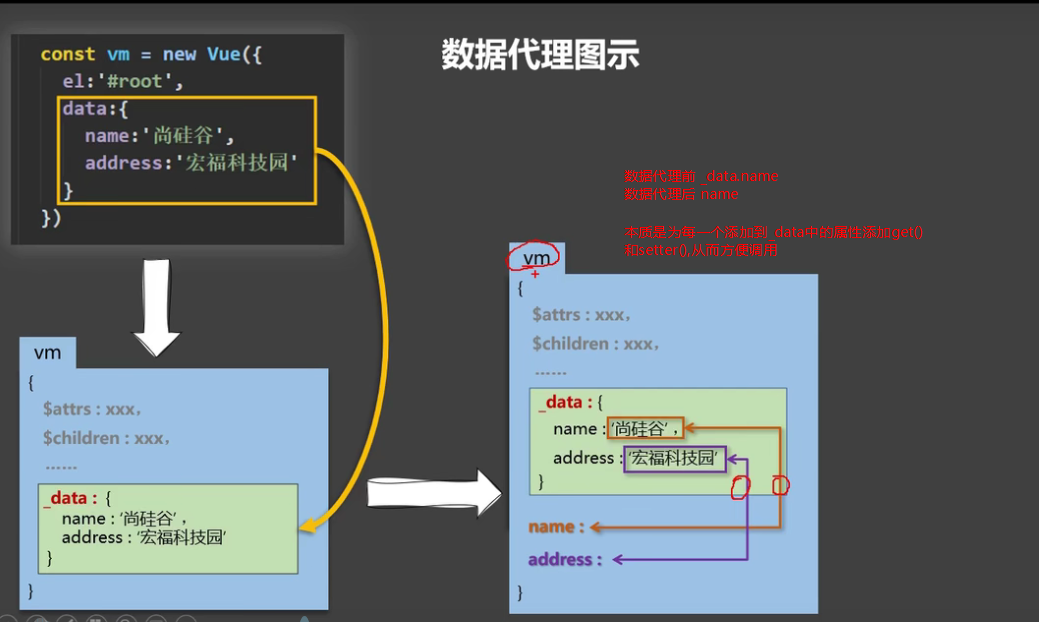 数据代理图示
const vm = new Vue({
el:'#root',
data:{
name:'尚硅谷',
address:'宏福科技园'
}
})
数据代理前 _data.name
数据代理后 name
本质是为每一个添加到_data中的属性添加get()
和setter(),从而方便调用
vm
{
$attrs : xxx,
$children : xxx,
......
_data : {
name : '尚硅谷' ,
address : '宏福科技园'
}
}
vm
{
$attrs : xxx,
$children : xxx,
......
_data : {
name : '尚硅谷' ,
address : '宏福科技园'
}
name :
address :
}